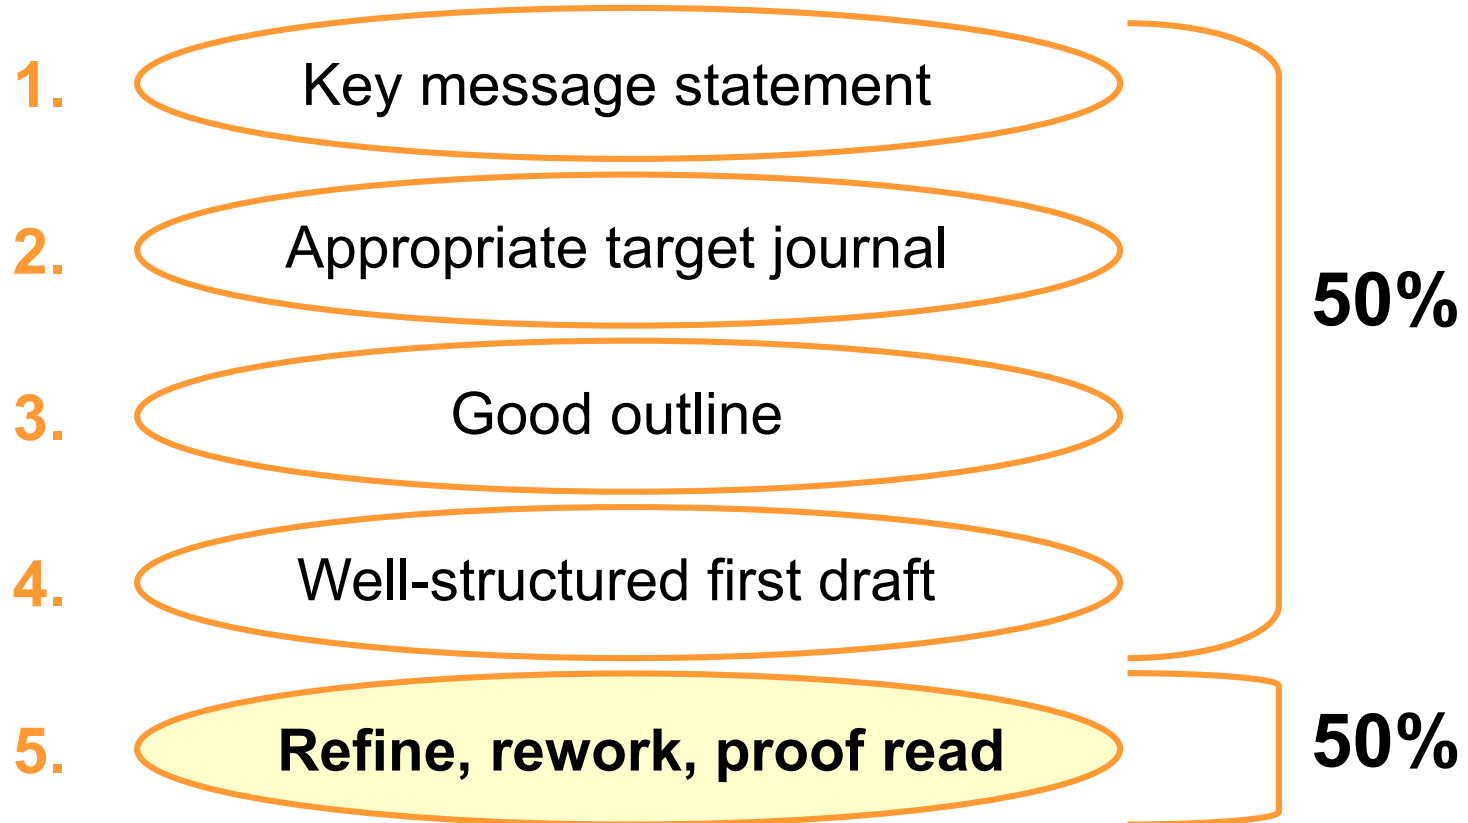 1. Key message statement
2. Appropriate target journal
50%
3. Good outline
4. Well-structured first draft
5. Refine, rework, proof read
50%